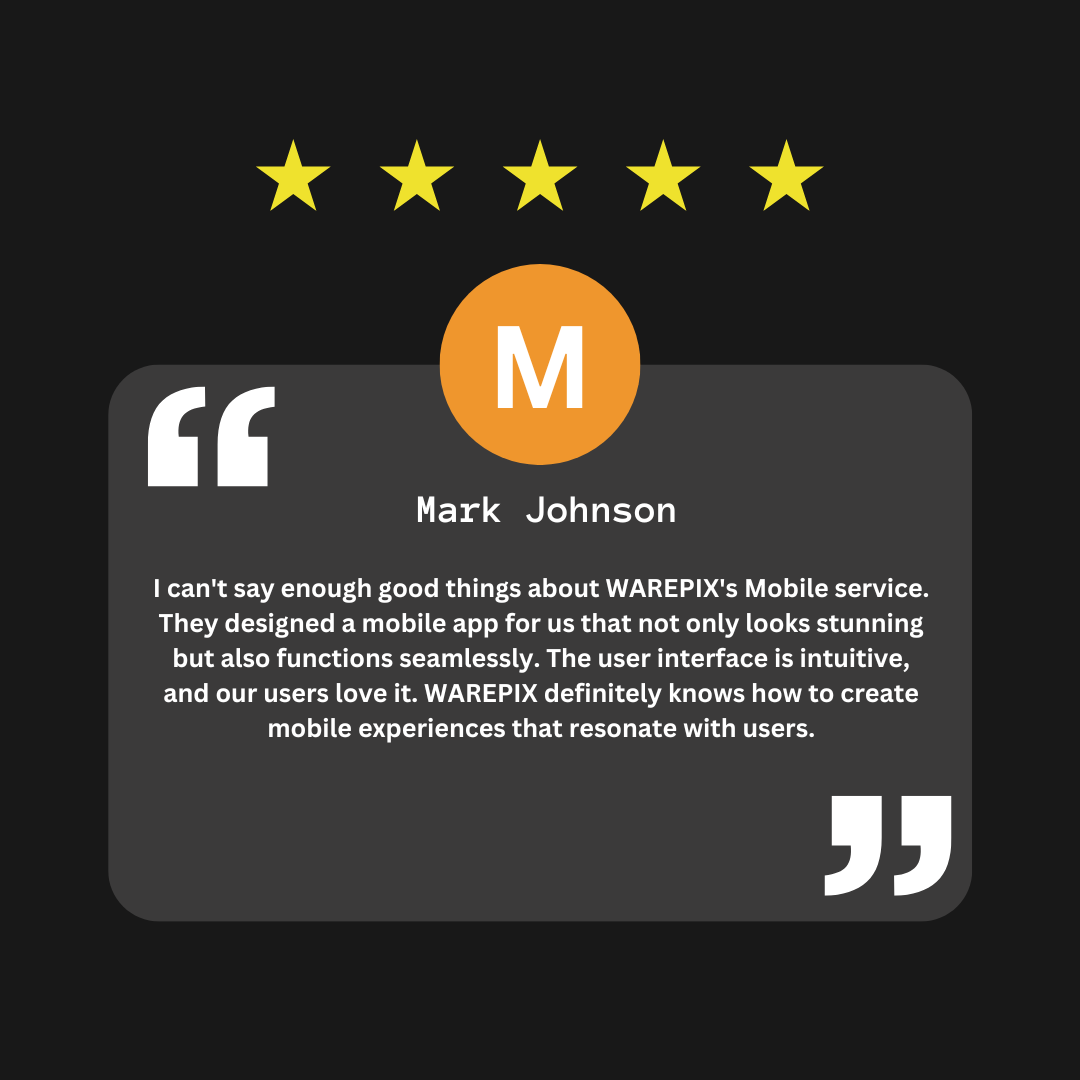 M
Mark Johnson
I can't say enough good things about WAREPIX's Mobile service.
They designed a mobile app for us that not only looks stunning
but also functions seamlessly. The user interface is intuitive,
and our users love it. WAREPIX definitely knows how to create
mobile experiences that resonate with users.